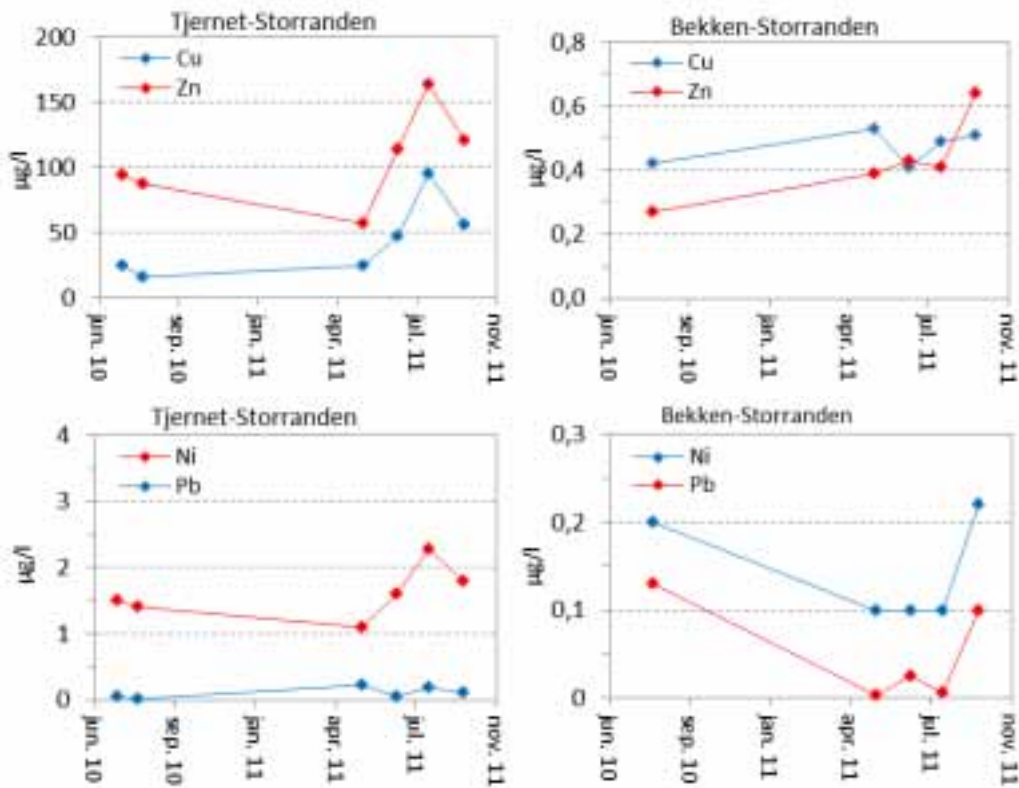 Tjernet-Storranden
200
150
100
50
0
µg/l
Cu
Zn
jun. 10
sep. 10
jan. 11
apr. 11
jul. 11
nov. 11
Bekken-Storranden
0,8
0,6
0,4
0,2
0,0
µg/l
Cu
Zn
jun. 10
sep. 10
jan. 11
apr. 11
jul. 11
nov. 11
Tjernet-Storranden
4
3
2
1
0
µg/l
Ni
Pb
jun. 10
sep. 10
jan. 11
apr. 11
jul. 11
nov. 11
Bekken-Storranden
0,3
0,2
0,1
0
µg/l
Ni
Pb
jun. 10
sep. 10
jan. 11
apr. 11
jul. 11
nov. 11